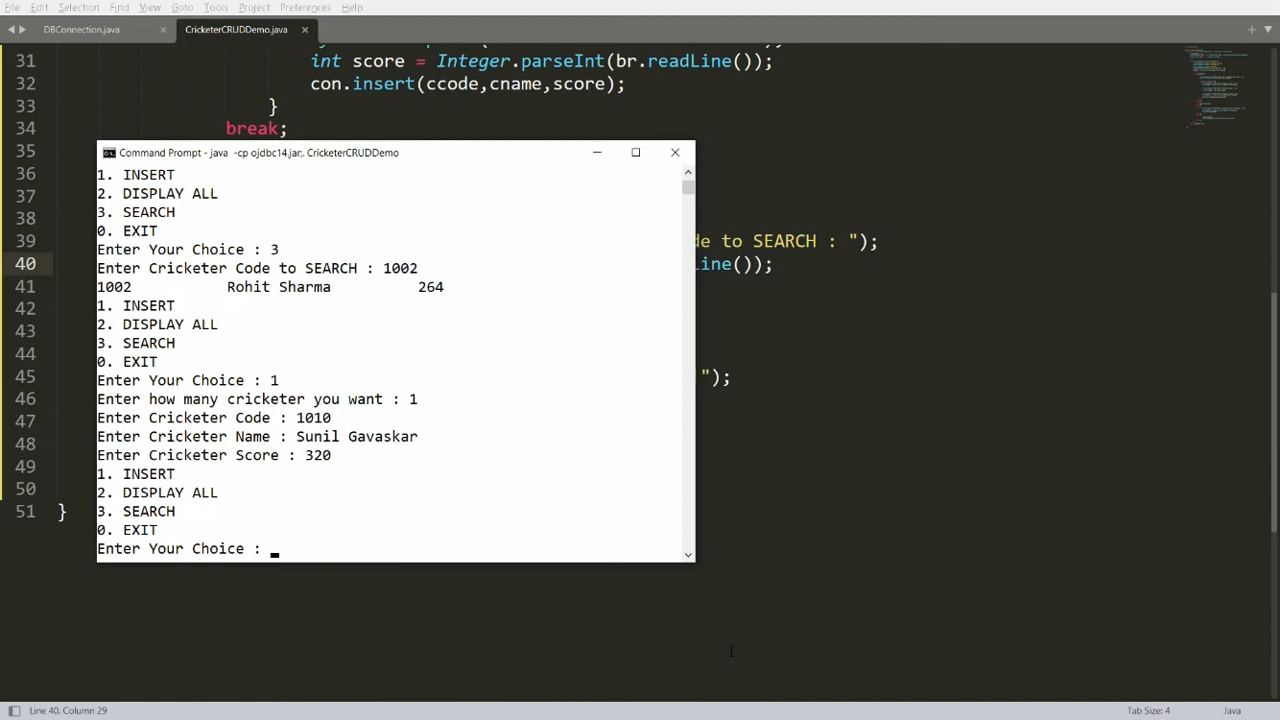 File Edit Selection Find View Goto Tools Project Preferences Help
DBConnection.java × CricketerCRUDDemo.java ×
31 int score = Integer.parseInt(br.readLine());
32 con.insert(ccode,cname,score);
33 }
34 break;
35
36
37
38
39 de to SEARCH : ");
40 Line());
41
42
43
44
45 ");
46
47
48
49
50
51 }
Command Prompt - java -cp ojdbc14.jar;. CricketerCRUDDemo
1. INSERT
2. DISPLAY ALL
3. SEARCH
0. EXIT
Enter Your Choice : 3
Enter Cricketer Code to SEARCH : 1002
1002 Rohit Sharma 264
1. INSERT
2. DISPLAY ALL
3. SEARCH
0. EXIT
Enter Your Choice : 1
Enter how many cricketer you want : 1
Enter Cricketer Code : 1010
Enter Cricketer Name : Sunil Gavaskar
Enter Cricketer Score : 320
1. INSERT
2. DISPLAY ALL
3. SEARCH
0. EXIT
Enter Your Choice :
Line 40, Column 29 Tab Size: 4 Java